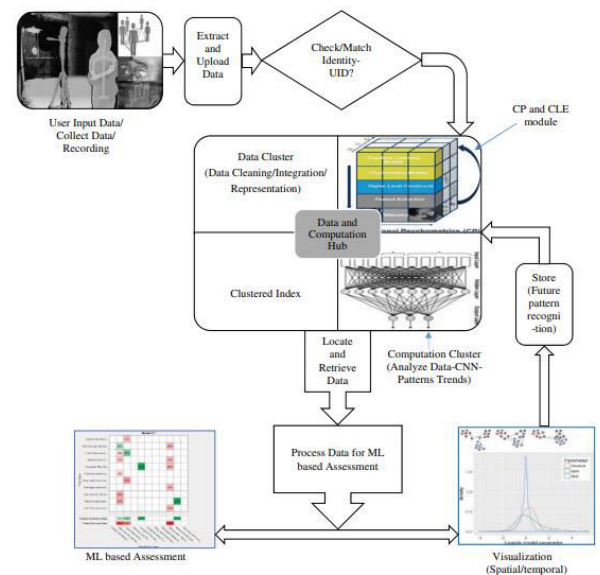 Extract
and
Upload
Data
Check/Match
Identity-
UID?
User Input Data/
Collect Data/
Recording
CP and CLE
module
Data Cluster
(Data Cleaning/Integration/
Representation)
Higher Level Constructs
Data and
Computation
Hub
Clustered Index
Store
(Future
pattern
recogni
-tion)
Locate
and
Retrieve
Data
Computation Cluster
(Analyze Data-CNN-
Patterns Trends)
Process Data for ML
based Assessment
ML based Assessment
Visualization
(Spatial/temporal)